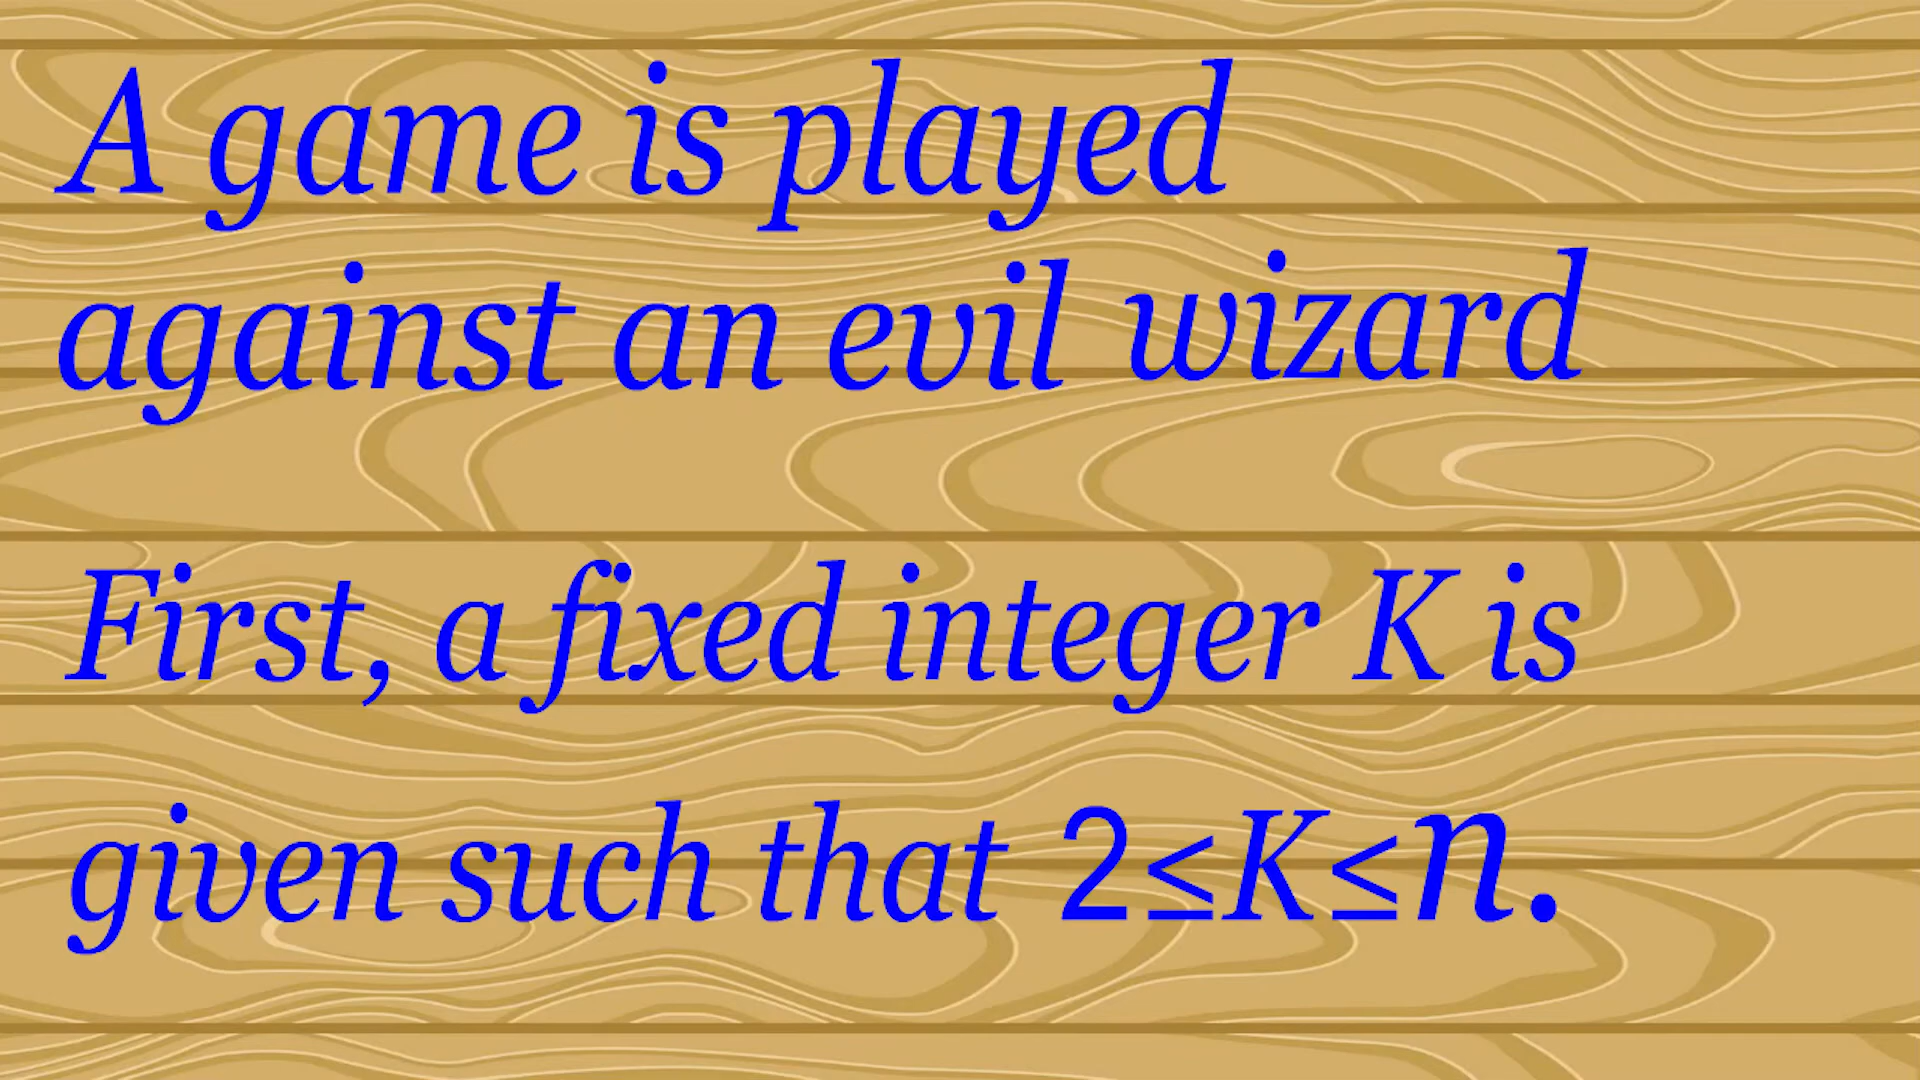 A game is played
against an evil wizard
First, a fixed integer K is
given such that 2≤K≤n.